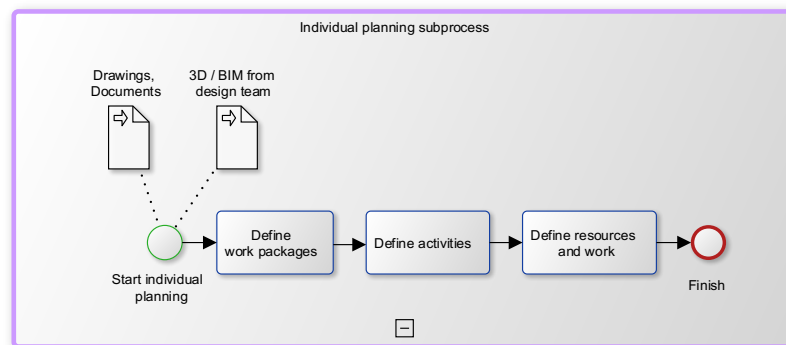 Individual planning subprocess
Drawings,
Documents
3D / BIM from
design team
Define
work packages
Define activities
Define resources
and work
Start individual
planning
Finish